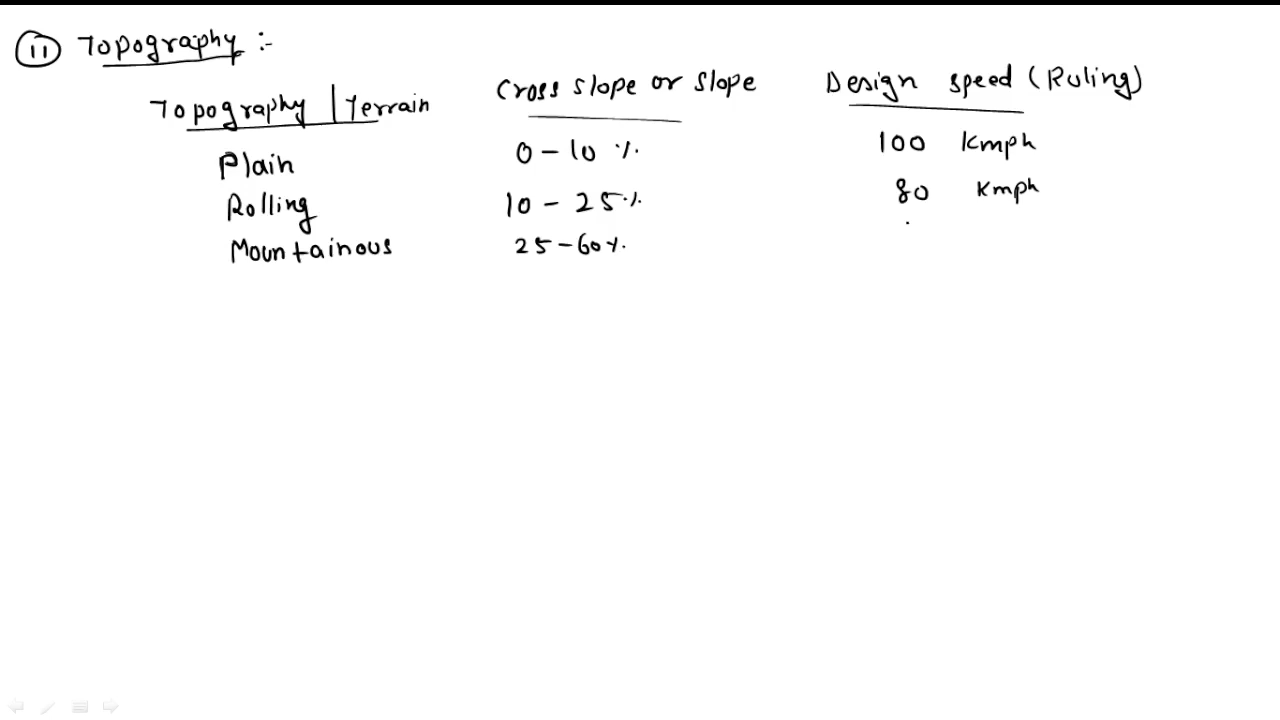 (11) Topography :-
Topography | Terrain Cross slope or slope Design speed (Ruling)
Plain 0 - 10 % 100 Kmph
Rolling 10 - 25 % 80 Kmph
Mountainous 25 - 60 %